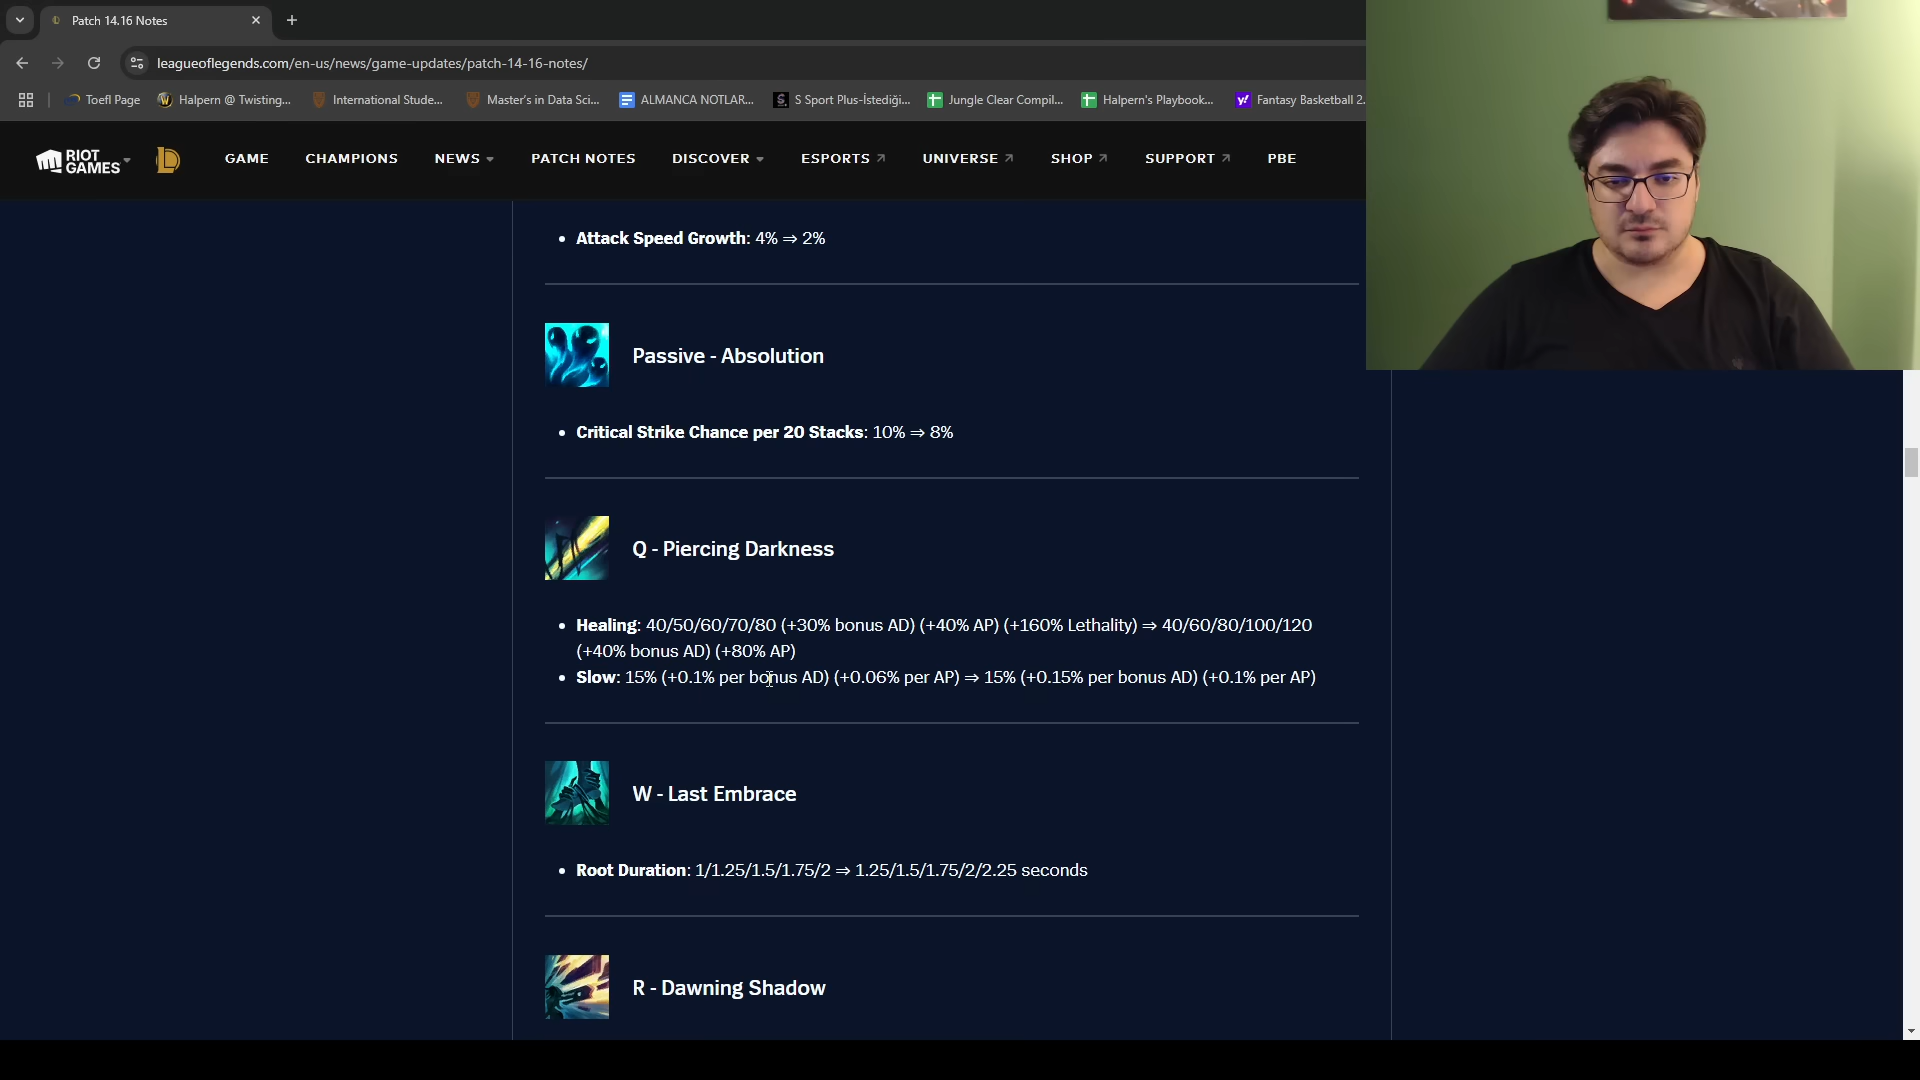 Patch 14.16 Notes
leagueoflegends.com/en-us/news/game-updates/patch-14-16-notes/
Toefl Page
Halpern @ Twisting...
International Stude...
Master's in Data Sci...
ALMANCA NOTLAR...
S Sport Plus-İstediği...
Jungle Clear Compil...
Halpern's Playbook...
Fantasy Basketball 2.
RIOT GAMES
GAME
CHAMPIONS
NEWS
PATCH NOTES
DISCOVER
ESPORTS
UNIVERSE
SHOP
SUPPORT
PBE
• Attack Speed Growth: 4% ⇒ 2%
Passive - Absolution
• Critical Strike Chance per 20 Stacks: 10% ⇒ 8%
Q - Piercing Darkness
• Healing: 40/50/60/70/80 (+30% bonus AD) (+40% AP) (+160% Lethality) ⇒ 40/60/80/100/120
(+40% bonus AD) (+80% AP)
• Slow: 15% (+0.1% per bonus AD) (+0.06% per AP) ⇒ 15% (+0.15% per bonus AD) (+0.1% per AP)
W - Last Embrace
• Root Duration: 1/1.25/1.5/1.75/2 ⇒ 1.25/1.5/1.75/2/2.25 seconds
R - Dawning Shadow